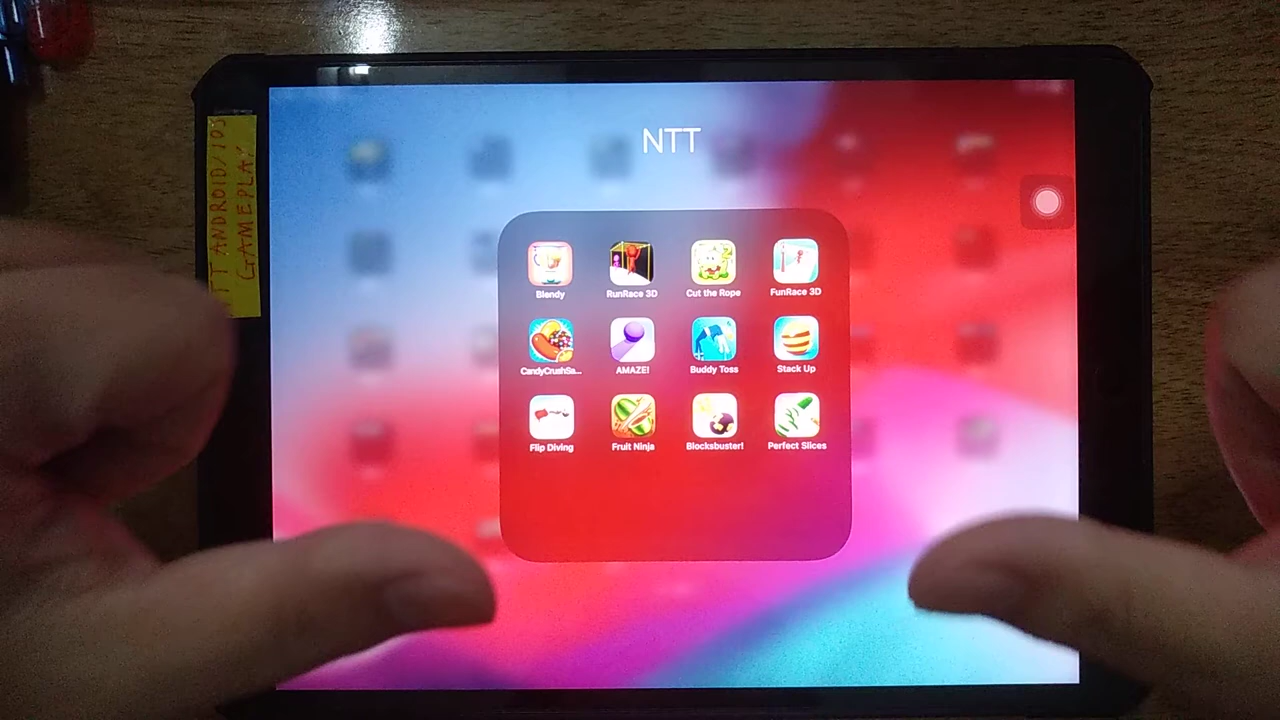 NTT
Blendy
RunRace 3D
Cut the Rope
FunRace 3D
CandyCrushSa...
AMAZE!
Buddy Toss
Stack Up
Flip Diving
Fruit Ninja
Blocksbuster!
Perfect Slices
TT ANDROID/IOS
GAMEPLAY